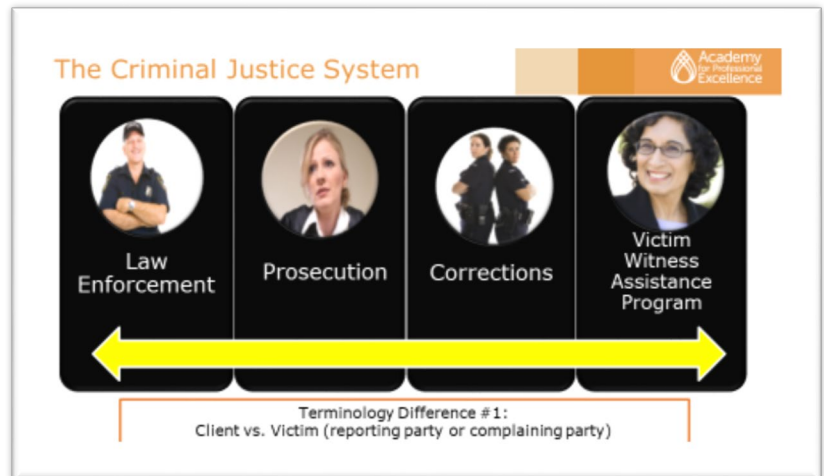 The Criminal Justice System
Academy
for Professional
Excellence
Law
Enforcement
Prosecution
Corrections
Victim
Witness
Assistance
Program
Terminology Difference #1:
Client vs. Victim (reporting party or complaining party)